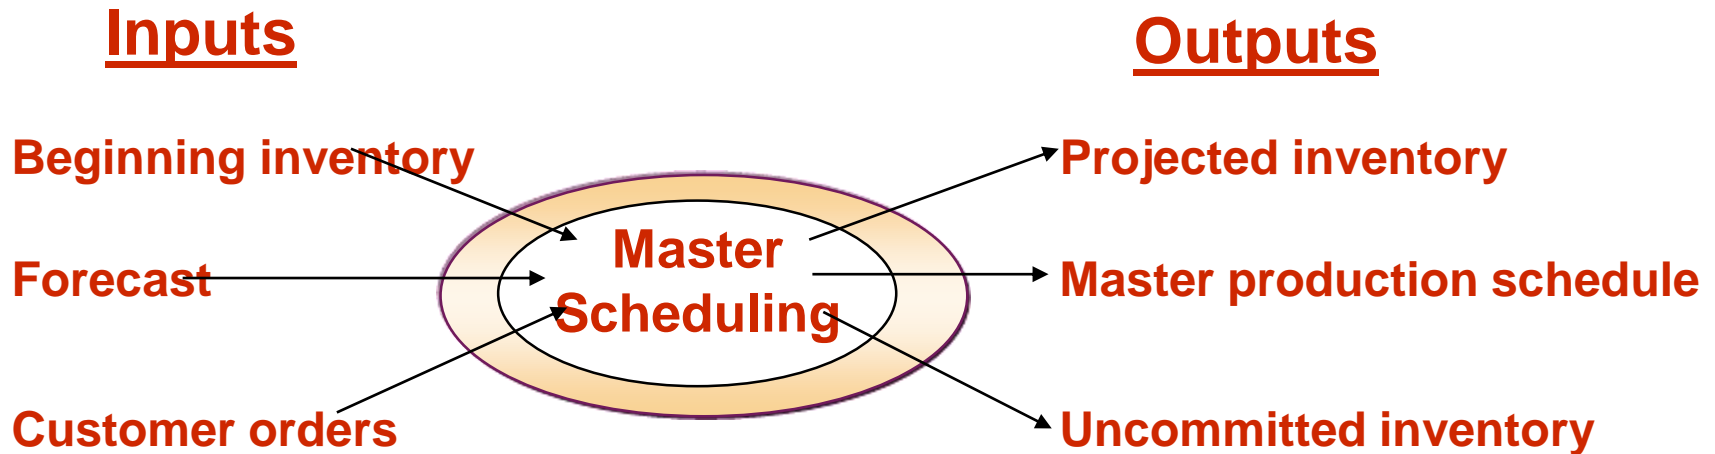 Inputs
Outputs
Beginning inventory
Projected inventory
Master
Scheduling
Forecast
Master production schedule
Customer orders
Uncommitted inventory